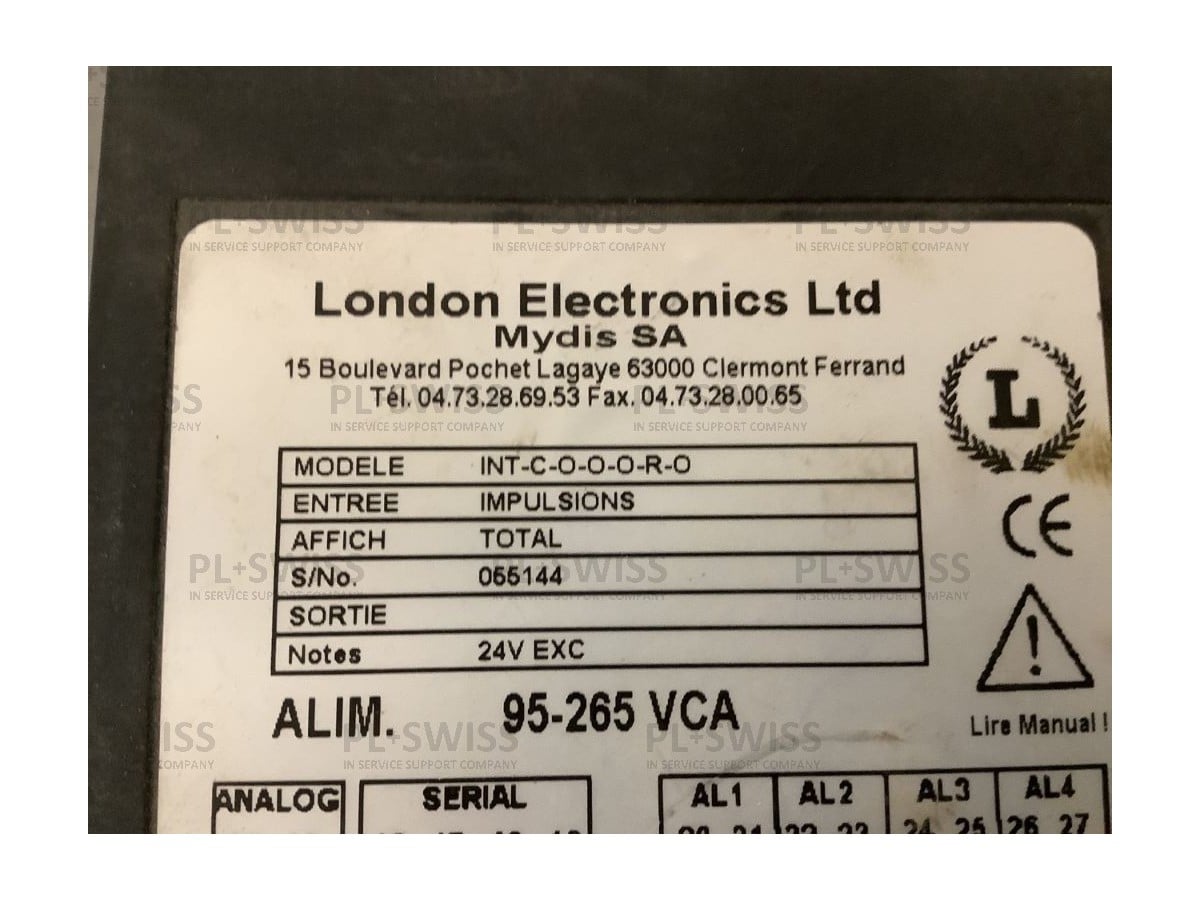 London Electronics Ltd
Mydis SA
15 Boulevard Pochet Lagaye 63000 Clermont Ferrand
Tél. 04.73.28.69.53 Fax. 04.73.28.00.65
L
CE
MODELE INT-C-O-O-O-R-O
ENTREE IMPULSIONS
AFFICH TOTAL
S/No. 055144
SORTIE
Notes 24V EXC
Lire Manual !
ALIM. 95-265 VCA
ANALOG SERIAL AL1 AL2 AL3 AL4
24 25 26 27
PL+SWISS
IN SERVICE SUPPORT COMPANY